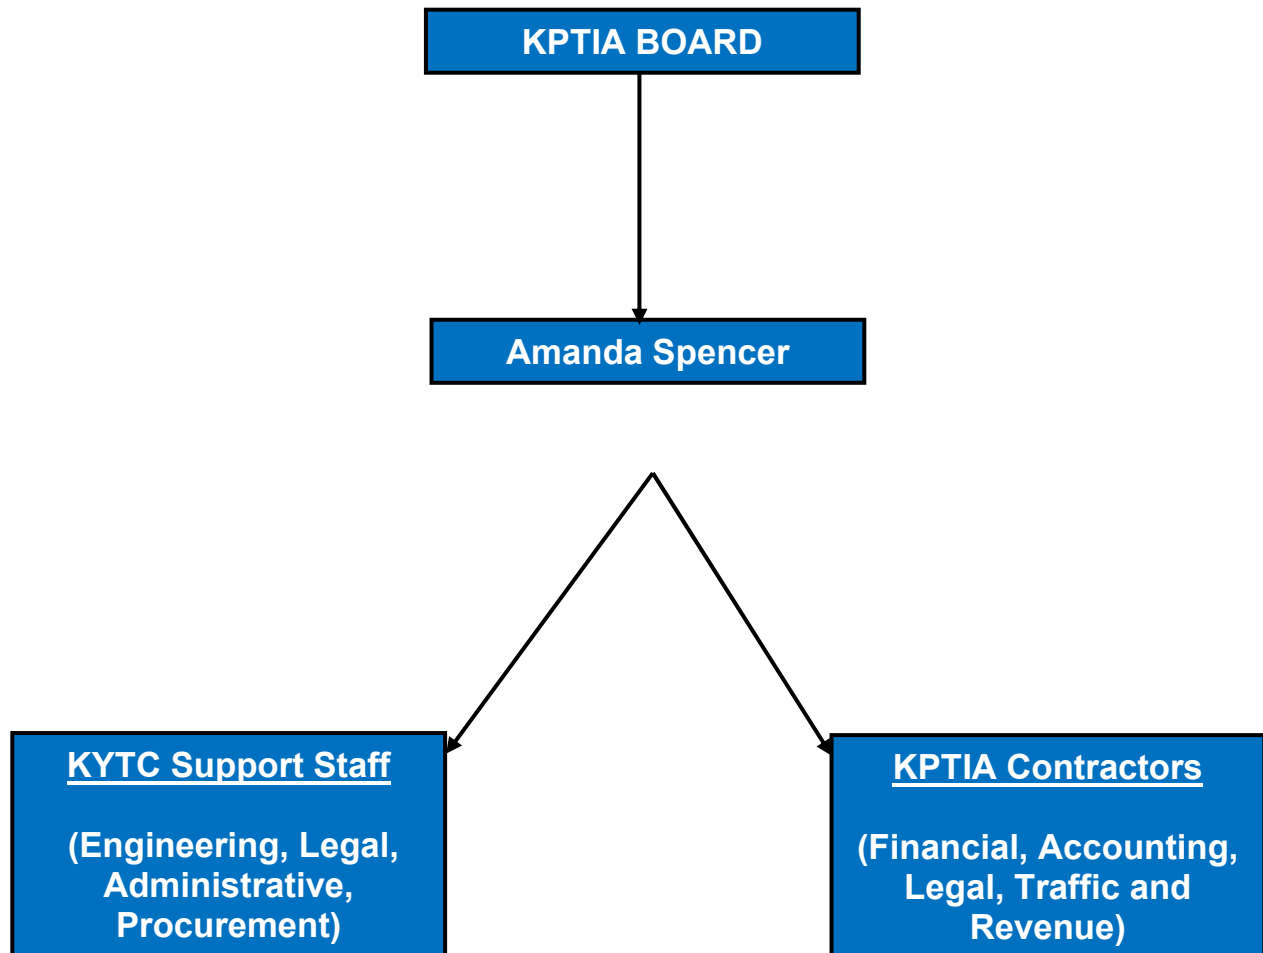 KPTIA BOARD
Amanda Spencer
KYTC Support Staff
(Engineering, Legal,
Administrative,
Procurement)
KPTIA Contractors
(Financial, Accounting,
Legal, Traffic and
Revenue)